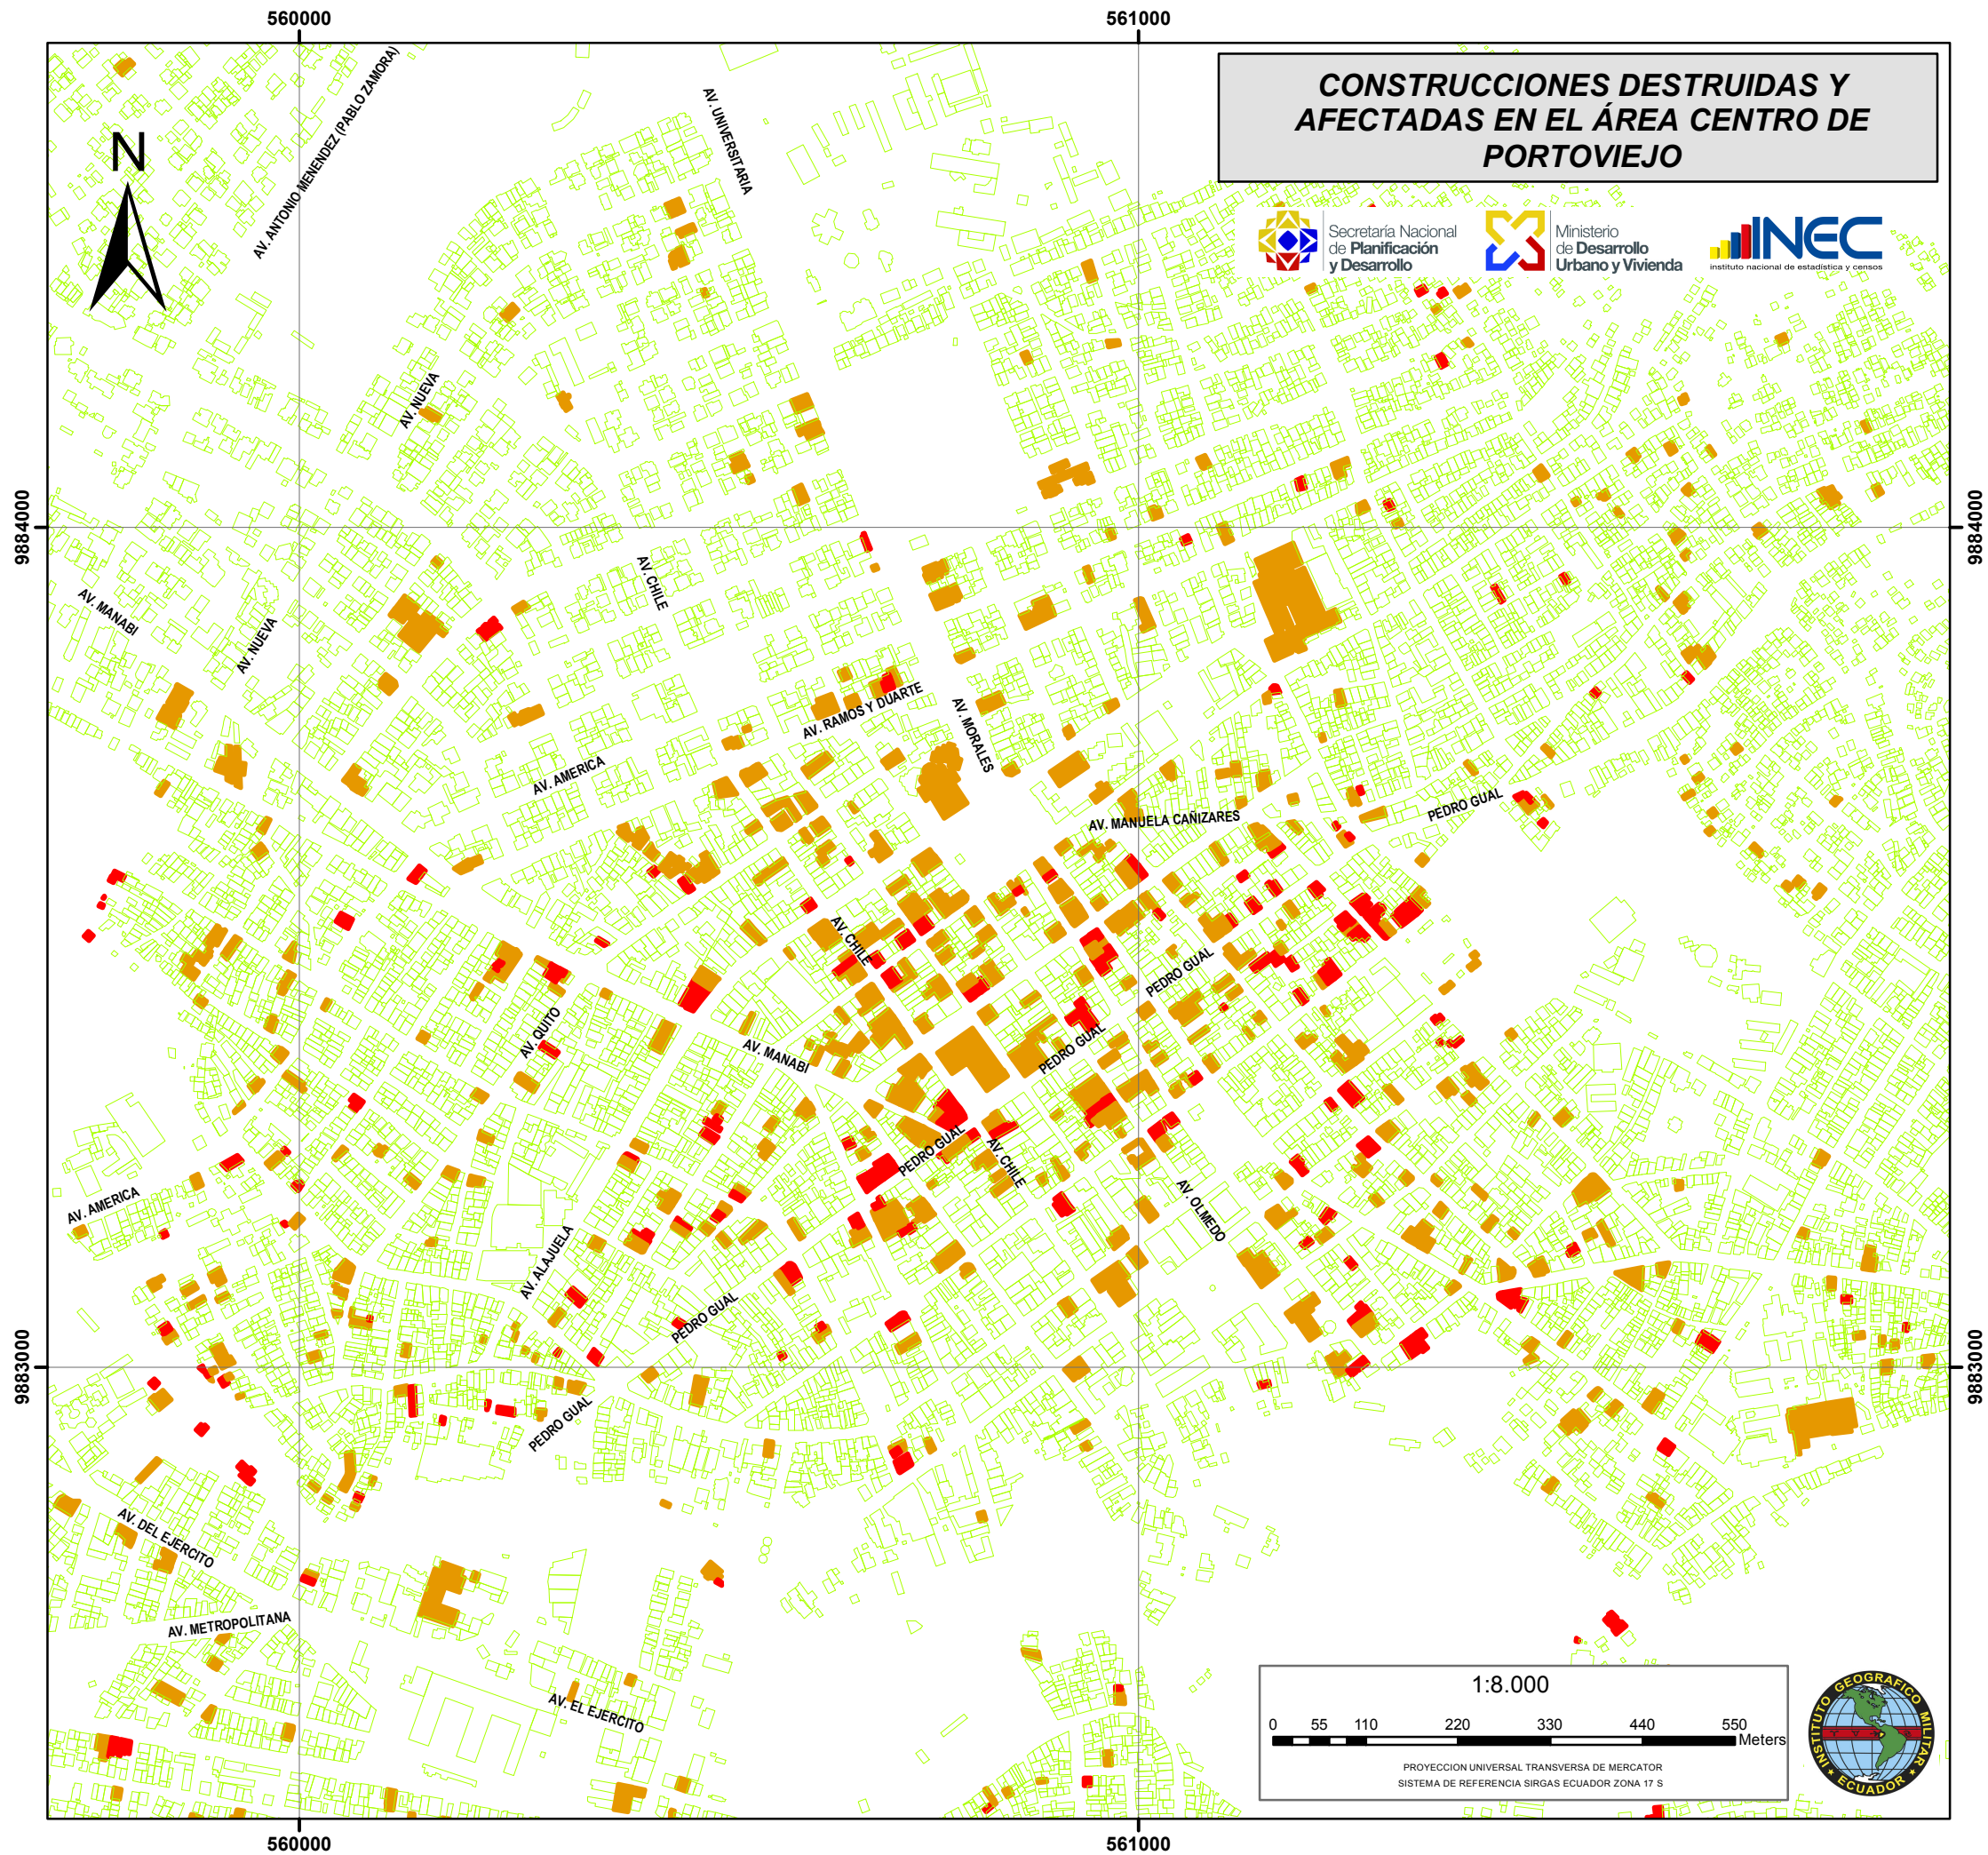 560000
561000
CONSTRUCCIONES DESTRUIDAS Y
AFECTADAS EN EL ÁREA CENTRO DE
PORTOVIEJO
N
Secretaría Nacional
de Planificación
y Desarrollo
Ministerio
de Desarrollo
Urbano y Vivienda
INEC
instituto nacional de estadística y censos
AV. ANTONIO MENENDEZ (PABLO ZAMORA)
AV. UNIVERSITARIA
AV. NUEVA
9884000
9884000
AV. MANABI
AV. NUEVA
AV. CHILE
AV. RAMOS Y DUARTE
AV. MORALES
AV. AMERICA
AV. MANUELA CAÑIZARES
PEDRO GUAL
AV. CHILE
PEDRO GUAL
AV. QUITO
AV. MANABI
PEDRO GUAL
PEDRO GUAL
AV. CHILE
AV. AMERICA
AV. OLMEDO
AV. ALAJUELA
PEDRO GUAL
9883000
9883000
PEDRO GUAL
AV. DEL EJERCITO
AV. METROPOLITANA
AV. EL EJERCITO
1:8.000
0 55 110 220 330 440 550
Meters
PROYECCION UNIVERSAL TRANSVERSA DE MERCATOR
SISTEMA DE REFERENCIA SIRGAS ECUADOR ZONA 17 S
INSTITUTO GEOGRAFICO MILITAR
ECUADOR
560000
561000